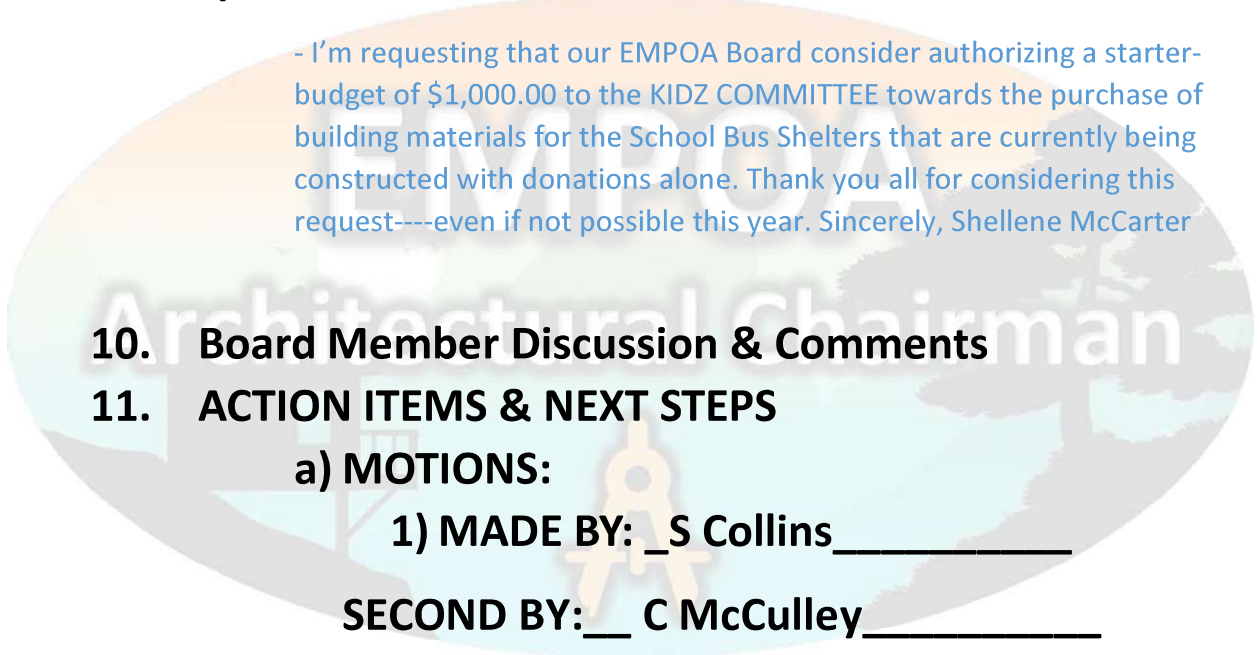 - I’m requesting that our EMPOA Board consider authorizing a starter-
budget of $1,000.00 to the KIDZ COMMITTEE towards the purchase of
building materials for the School Bus Shelters that are currently being
constructed with donations alone. Thank you all for considering this
request----even if not possible this year. Sincerely, Shellene McCarter
EMPOA
Architectural Chairman
10. Board Member Discussion & Comments
11. ACTION ITEMS & NEXT STEPS
a) MOTIONS:
1) MADE BY: _S Collins__________
SECOND BY:__ C McCulley__________